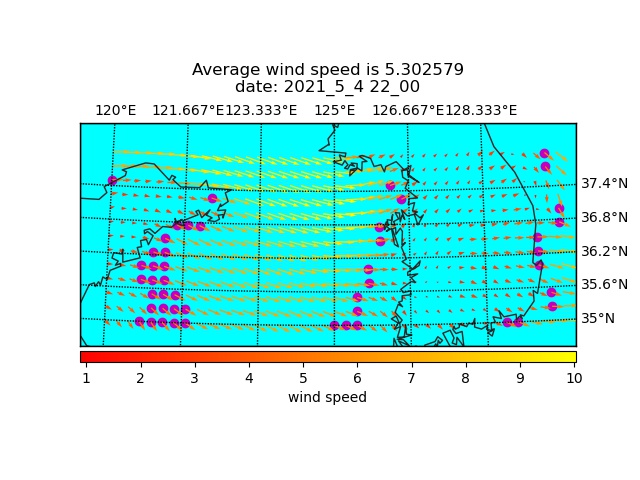 Average wind speed is 5.302579
date: 2021_5_4 22_00
120°E 121.667°E 123.333°E 125°E 126.667°E 128.333°E
37.4°N
36.8°N
36.2°N
35.6°N
35°N
1 2 3 4 5 6 7 8 9 10
wind speed